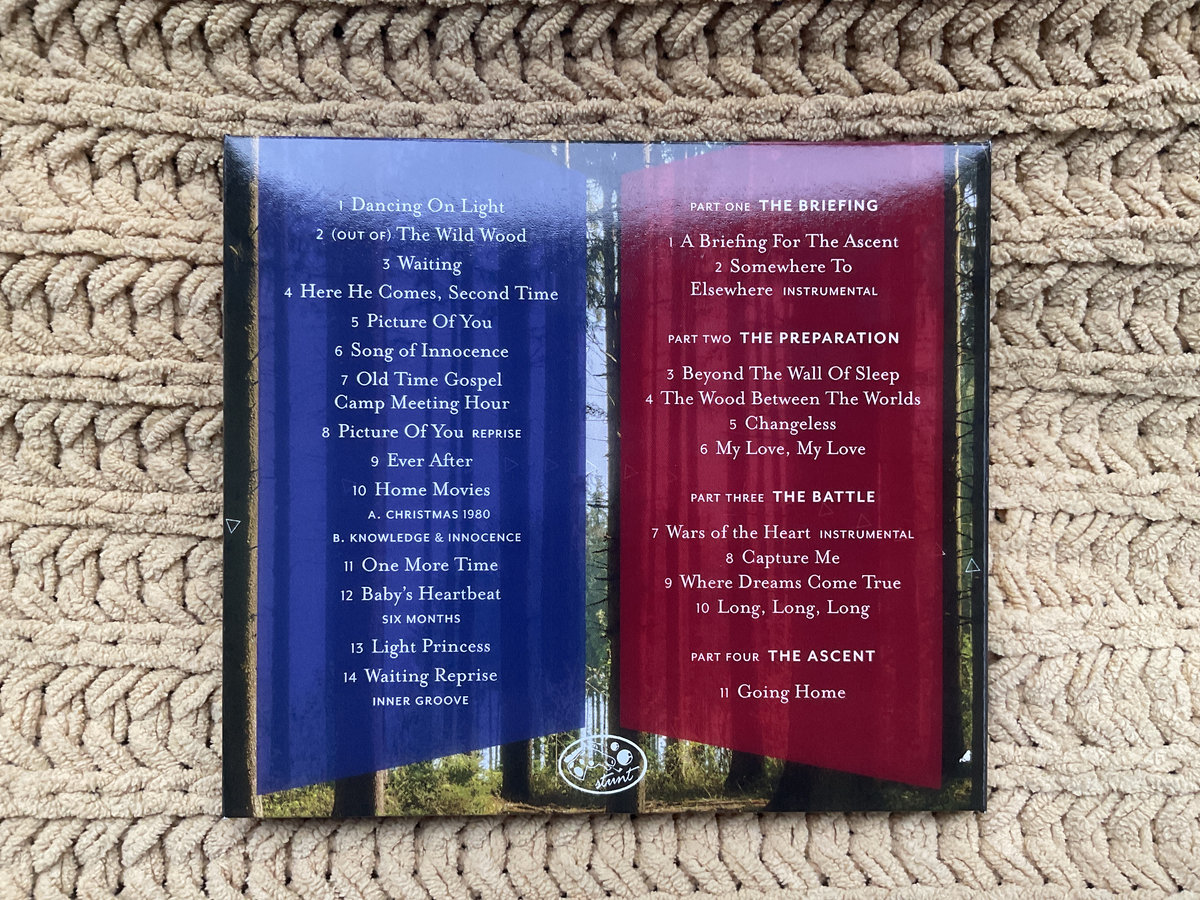 1 Dancing On Light
2 (OUT OF) The Wild Wood
3 Waiting
4 Here He Comes, Second Time
5 Picture Of You
6 Song of Innocence
7 Old Time Gospel
Camp Meeting Hour
8 Picture Of You REPRISE
9 Ever After
10 Home Movies
A. CHRISTMAS 1980
B. KNOWLEDGE & INNOCENCE
11 One More Time
12 Baby's Heartbeat
SIX MONTHS
13 Light Princess
14 Waiting Reprise
INNER GROOVE
PART ONE THE BRIEFING
1 A Briefing For The Ascent
2 Somewhere To
Elsewhere INSTRUMENTAL
PART TWO THE PREPARATION
3 Beyond The Wall Of Sleep
4 The Wood Between The Worlds
5 Changeless
6 My Love, My Love
PART THREE THE BATTLE
7 Wars of the Heart INSTRUMENTAL
8 Capture Me
9 Where Dreams Come True
10 Long, Long, Long
PART FOUR THE ASCENT
11 Going Home
stunt